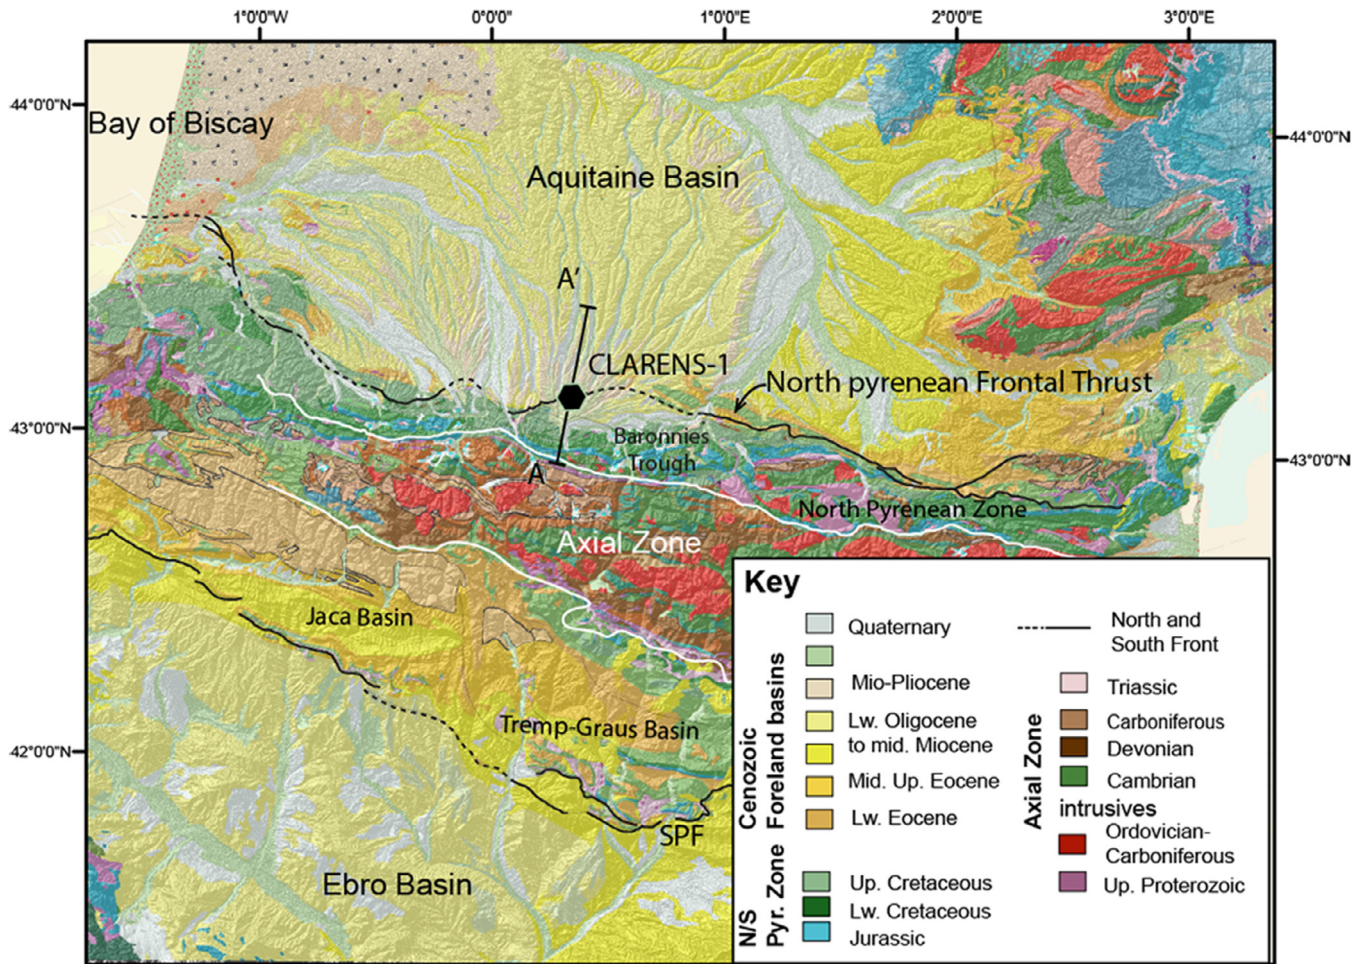 1°0'0"W
0°0'0"
1°0'0"E
2°0'0"E
3°0'0"E
44°0'0"N
44°0'0"N
Bay of Biscay
Aquitaine Basin
A'
CLARENS-1
North pyrenean Frontal Thrust
43°0'0"N
43°0'0"N
Baronnies
Trough
A
North Pyrenean Zone
Axial Zone
Jaca Basin
Tremp-Graus Basin
42°0'0"N
SPF
Ebro Basin
Key
Cenozoic
Foreland basins
Quaternary
Mio-Pliocene
Lw. Oligocene
to mid. Miocene
Mid. Up. Eocene
Lw. Eocene
N/S
Pyr. Zone
Up. Cretaceous
Lw. Cretaceous
Jurassic
North and
South Front
Axial Zone
Triassic
Carboniferous
Devonian
Cambrian
intrusives
Ordovician-
Carboniferous
Up. Proterozoic